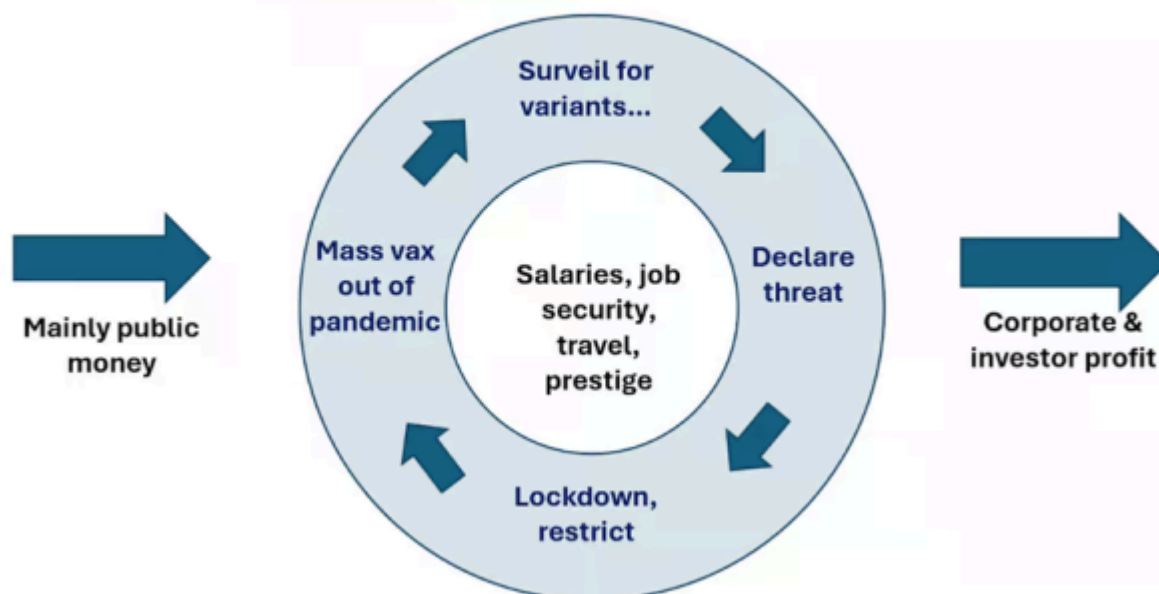 Surveil for
variants...
Declare
threat
Lockdown,
restrict
Mass vax
out of
pandemic
Salaries, job
security,
travel,
prestige
Mainly public
money
Corporate &
investor profit